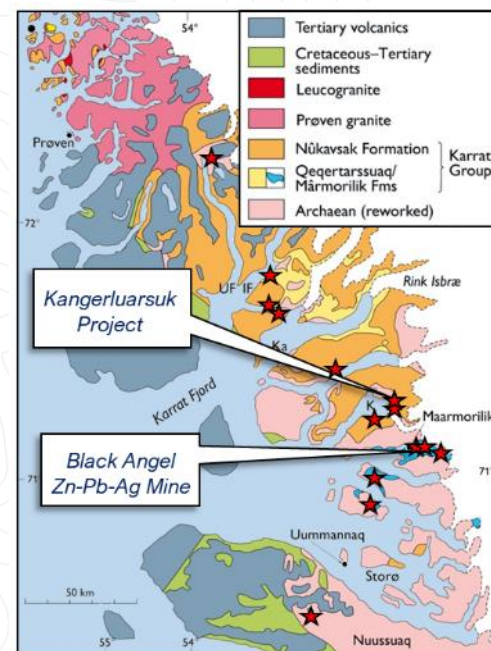 54°
Tertiary volcanics
Cretaceous–Tertiary
sediments
Leucogranite
Prøven granite
Nûkavsak Formation
Qeqertarssuaq/
Mârmorilik Fms
Karrat
Group
Archaean (reworked)
Prøven
72°
UF IF
Rink Isbræ
Kangerluarsuk
Project
Ka
Karrat Fjord
K
Maarmorilik
Black Angel
Zn-Pb-Ag Mine
71°
71°
Uummannaq
Storø
50 km
55°
54°
Nuussuaq